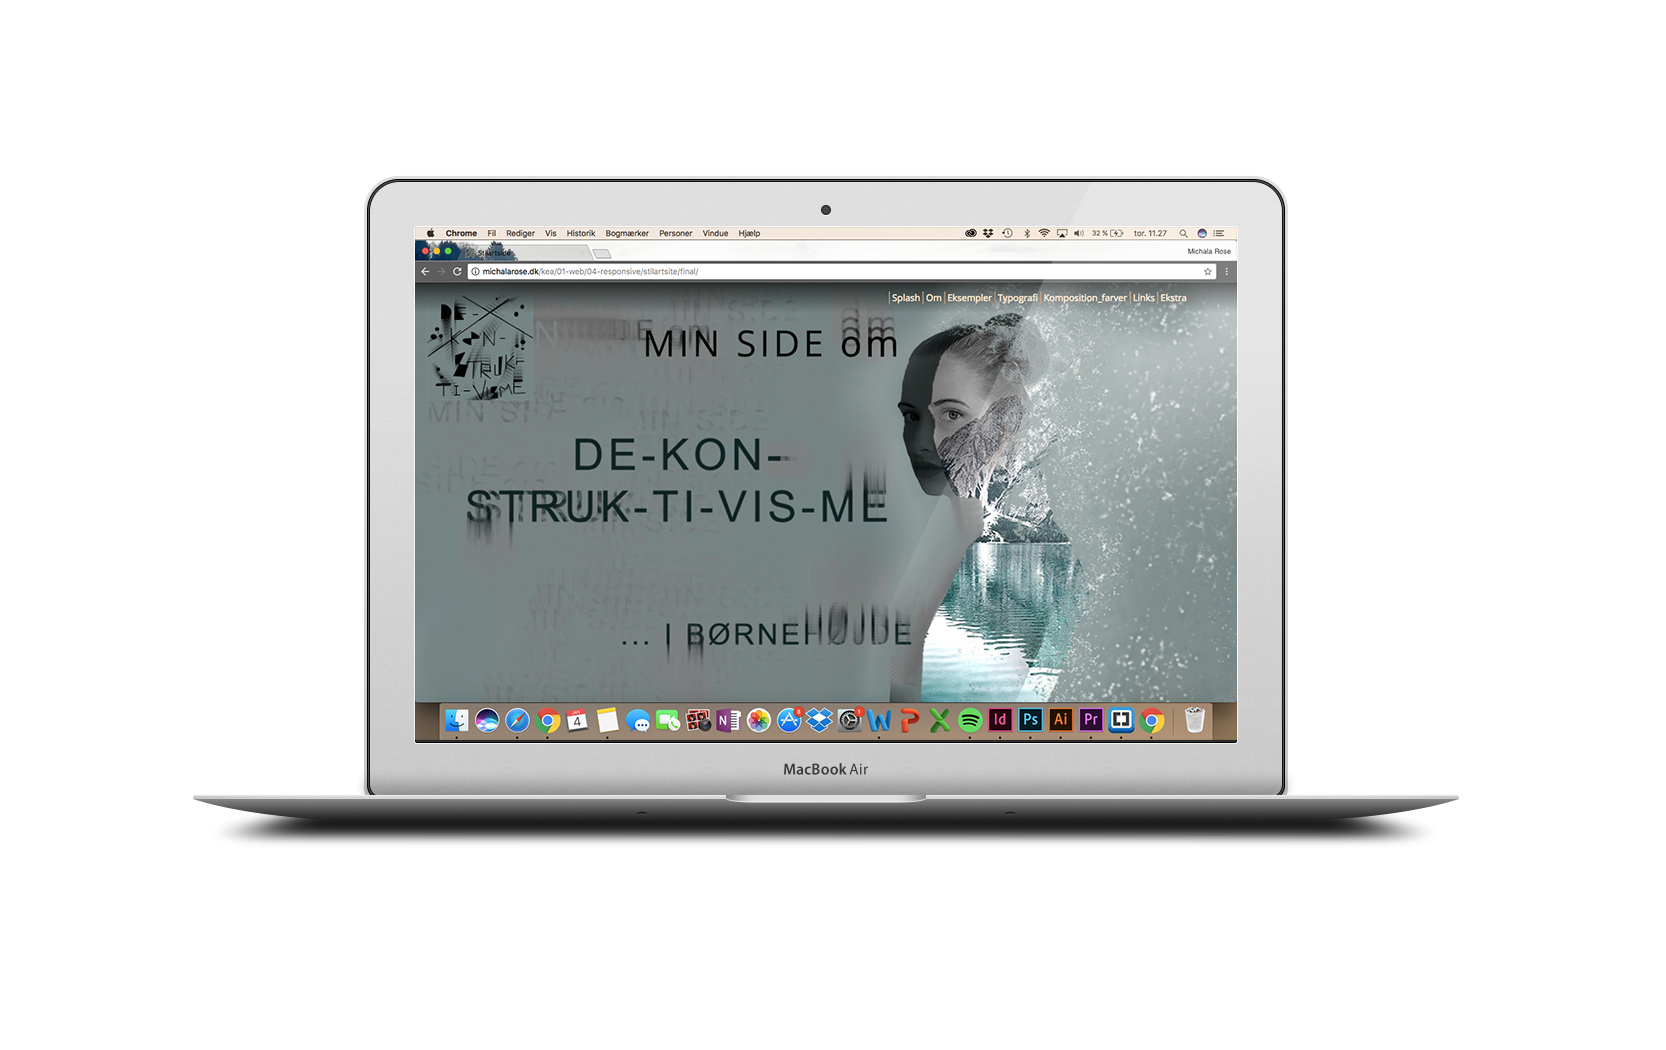 Chrome Fil Rediger Vis Historik Bogmærker Personer Vindue Hjælp 32 % tor. 11.27
Stilartside Michala Rose
michalarose.dk/kea/01-web/04-responsive/stilartsite/final/
Splash Om Eksempler Typografi Komposition_farver Links Ekstra
DE-
KON-
STRUK
TI-VISME
MIN SIDE om
DE-KON-
STRUK-TI-VIS-ME
... I BØRNEHØJDE
JAN
4
N
W P X Id Ps Ai Pr
MacBook Air